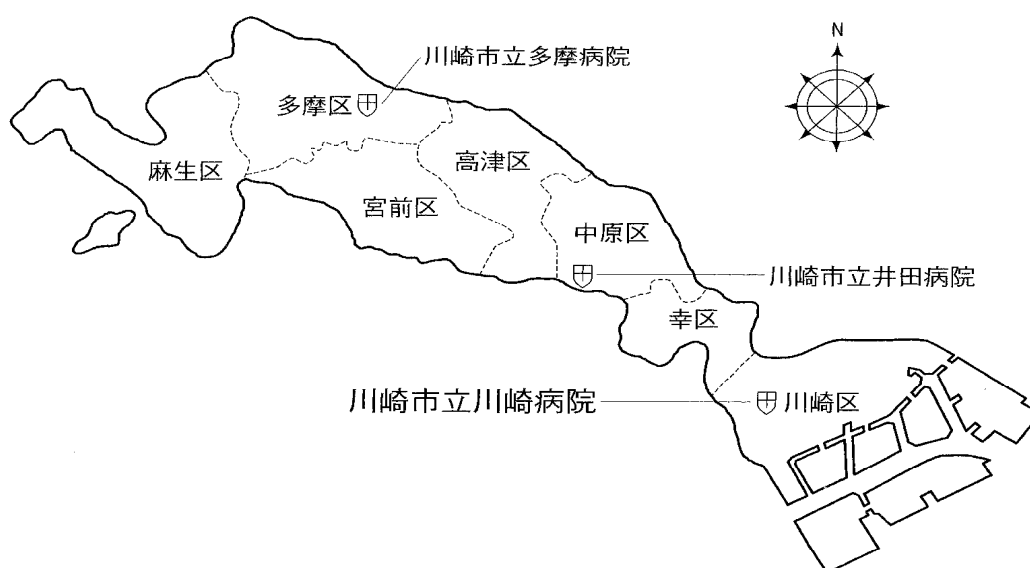 N
川崎市立多摩病院
多摩区
高津区
麻生区
宮前区
中原区
川崎市立井田病院
幸区
川崎市立川崎病院
川崎区